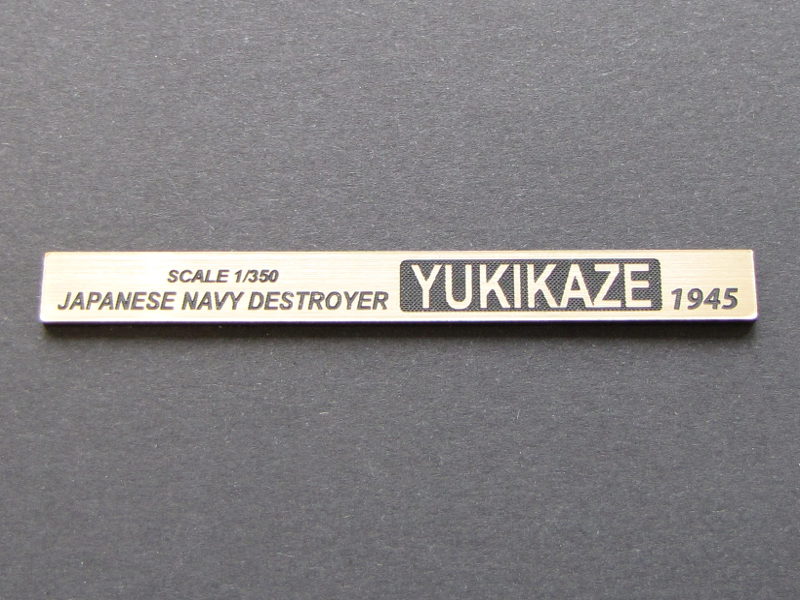 SCALE 1/350
JAPANESE NAVY DESTROYER YUKIKAZE 1945